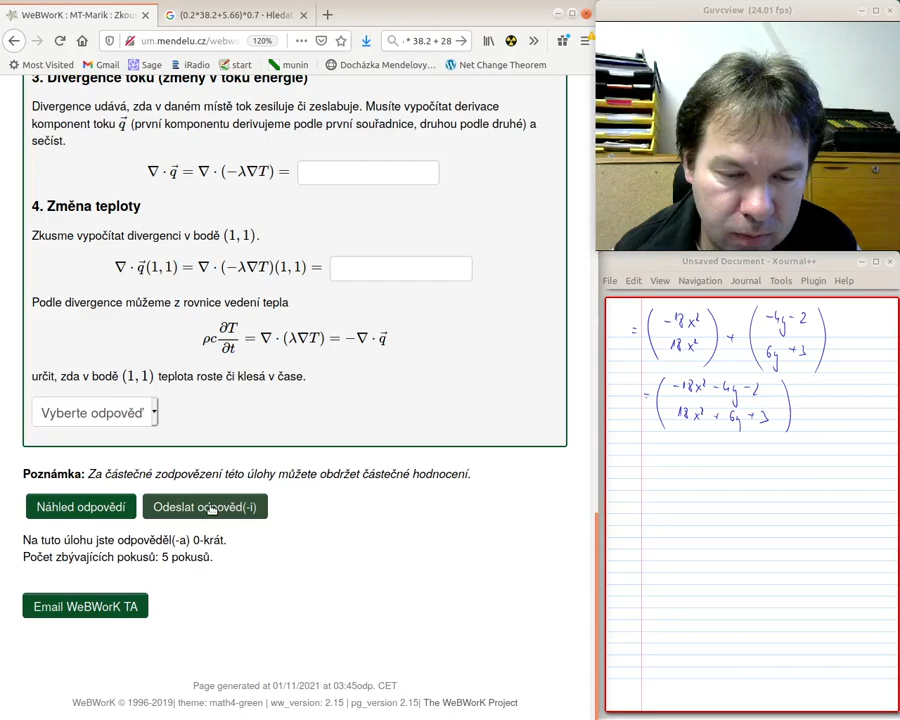 WeBWorK : MT-Marik : Zkou
(0.2*38.2+5.66)*0.7 - Hledat
Guvcview (24.01 fps)
um.mendelu.cz/webwo
120%
* 38.2 + 28
Most Visited
Gmail
Sage
iRadio
start
munin
Docházka Mendelovy...
Net Change Theorem
3. Divergence toku (změny v toku energie)
Divergence udává, zda v daném místě tok zesiluje či zeslabuje. Musíte vypočítat derivace
komponent toku q⃗ (první komponentu derivujeme podle první souřadnice, druhou podle druhé) a
sečíst.
∇ · q⃗ = ∇ · (−λ∇T) =
4. Změna teploty
Zkusme vypočítat divergenci v bodě (1, 1).
∇ · q⃗(1, 1) = ∇ · (−λ∇T)(1, 1) =
Podle divergence můžeme z rovnice vedení tepla
ρc ∂T/∂t = ∇ · (λ∇T) = −∇ · q⃗
určit, zda v bodě (1, 1) teplota roste či klesá v čase.
Vyberte odpověď
Poznámka: Za částečné zodpovězení této úlohy můžete obdržet částečné hodnocení.
Náhled odpovědí
Odeslat odpověd(-i)
Na tuto úlohu jste odpověděl(-a) 0-krát.
Počet zbývajících pokusů: 5 pokusů.
Email WeBWorK TA
Page generated at 01/11/2021 at 03:45odp. CET
WeBWorK © 1996-2019| theme: math4-green | ww_version: 2.15 | pg_version 2.15| The WeBWorK Project
Unsaved Document - Xournal++
File Edit View Navigation Journal Tools Plugin Help
= (−18x² 18x²) + (−4y−2 6y+3)
= (−18x² −4y −2
18x² + 6y + 3)